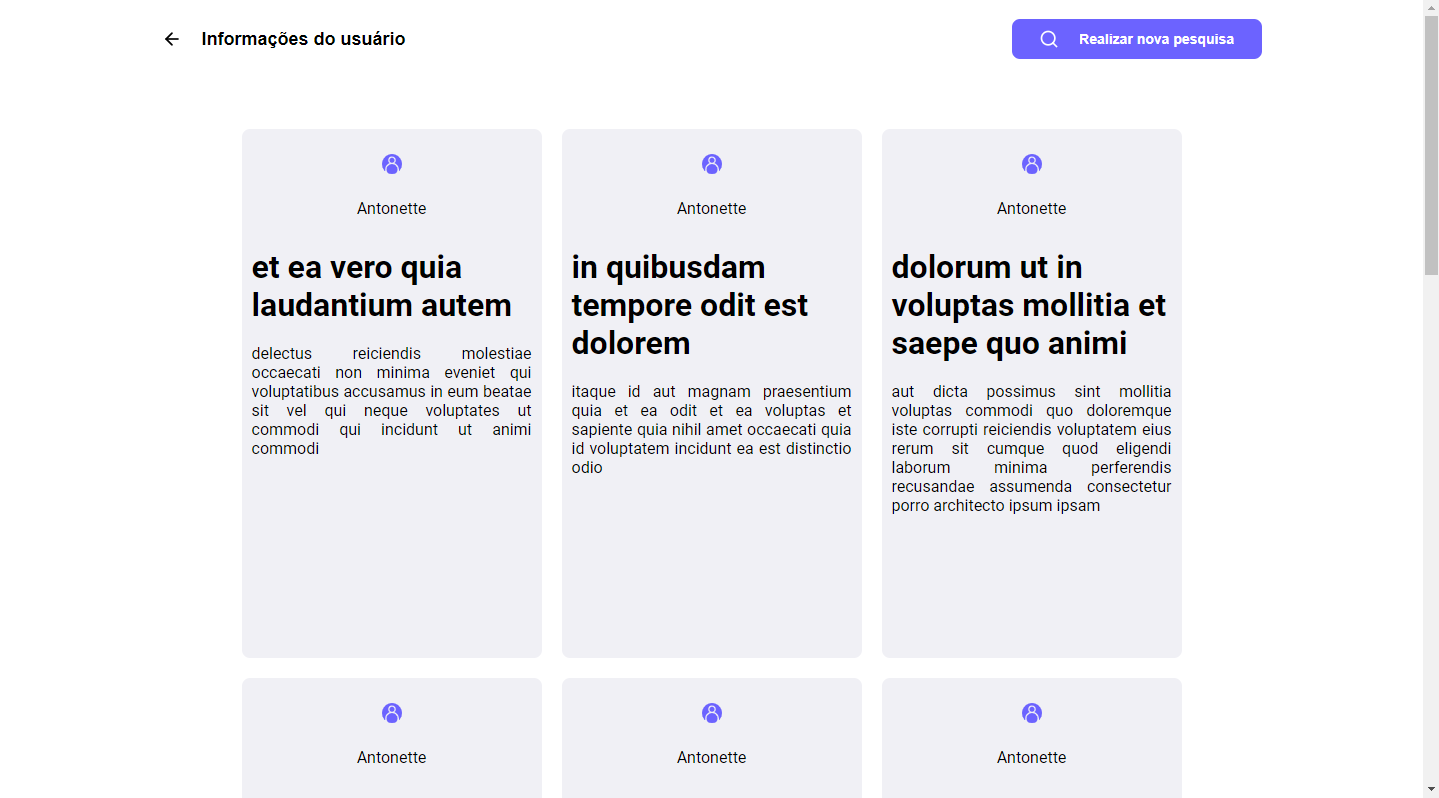 Informações do usuário
Realizar nova pesquisa
Antonette
et ea vero quia
laudantium autem
delectus reiciendis molestiae
occaecati non minima eveniet qui
voluptatibus accusamus in eum beatae
sit vel qui neque voluptates ut
commodi qui incidunt ut animi
commodi
Antonette
in quibusdam
tempore odit est
dolorem
itaque id aut magnam praesentium
quia et ea odit et ea voluptas et
sapiente quia nihil amet occaecati quia
id voluptatem incidunt ea est distinctio
odio
Antonette
dolorum ut in
voluptas mollitia et
saepe quo animi
aut dicta possimus sint mollitia
voluptas commodi quo doloremque
iste corrupti reiciendis voluptatem eius
rerum sit cumque quod eligendi
laborum minima perferendis
recusandae assumenda consectetur
porro architecto ipsum ipsam
Antonette
Antonette
Antonette